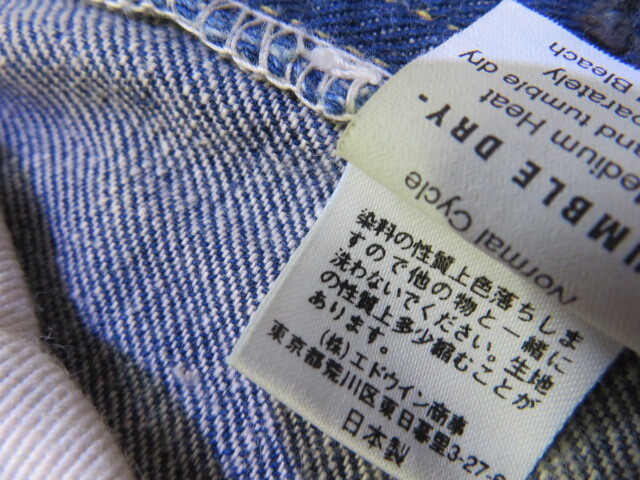 Bleach
parately
and tumble dry
edium Heat
UMBLE DRY-
Normal Cycle
染料の性質上色落ちしま
すので他の物と一緒に
洗わないでください。生地
の性質上多少縮むことが
あります。
(株)エドウイン商事
東京都荒川区東日暮里3-27-6
日本製